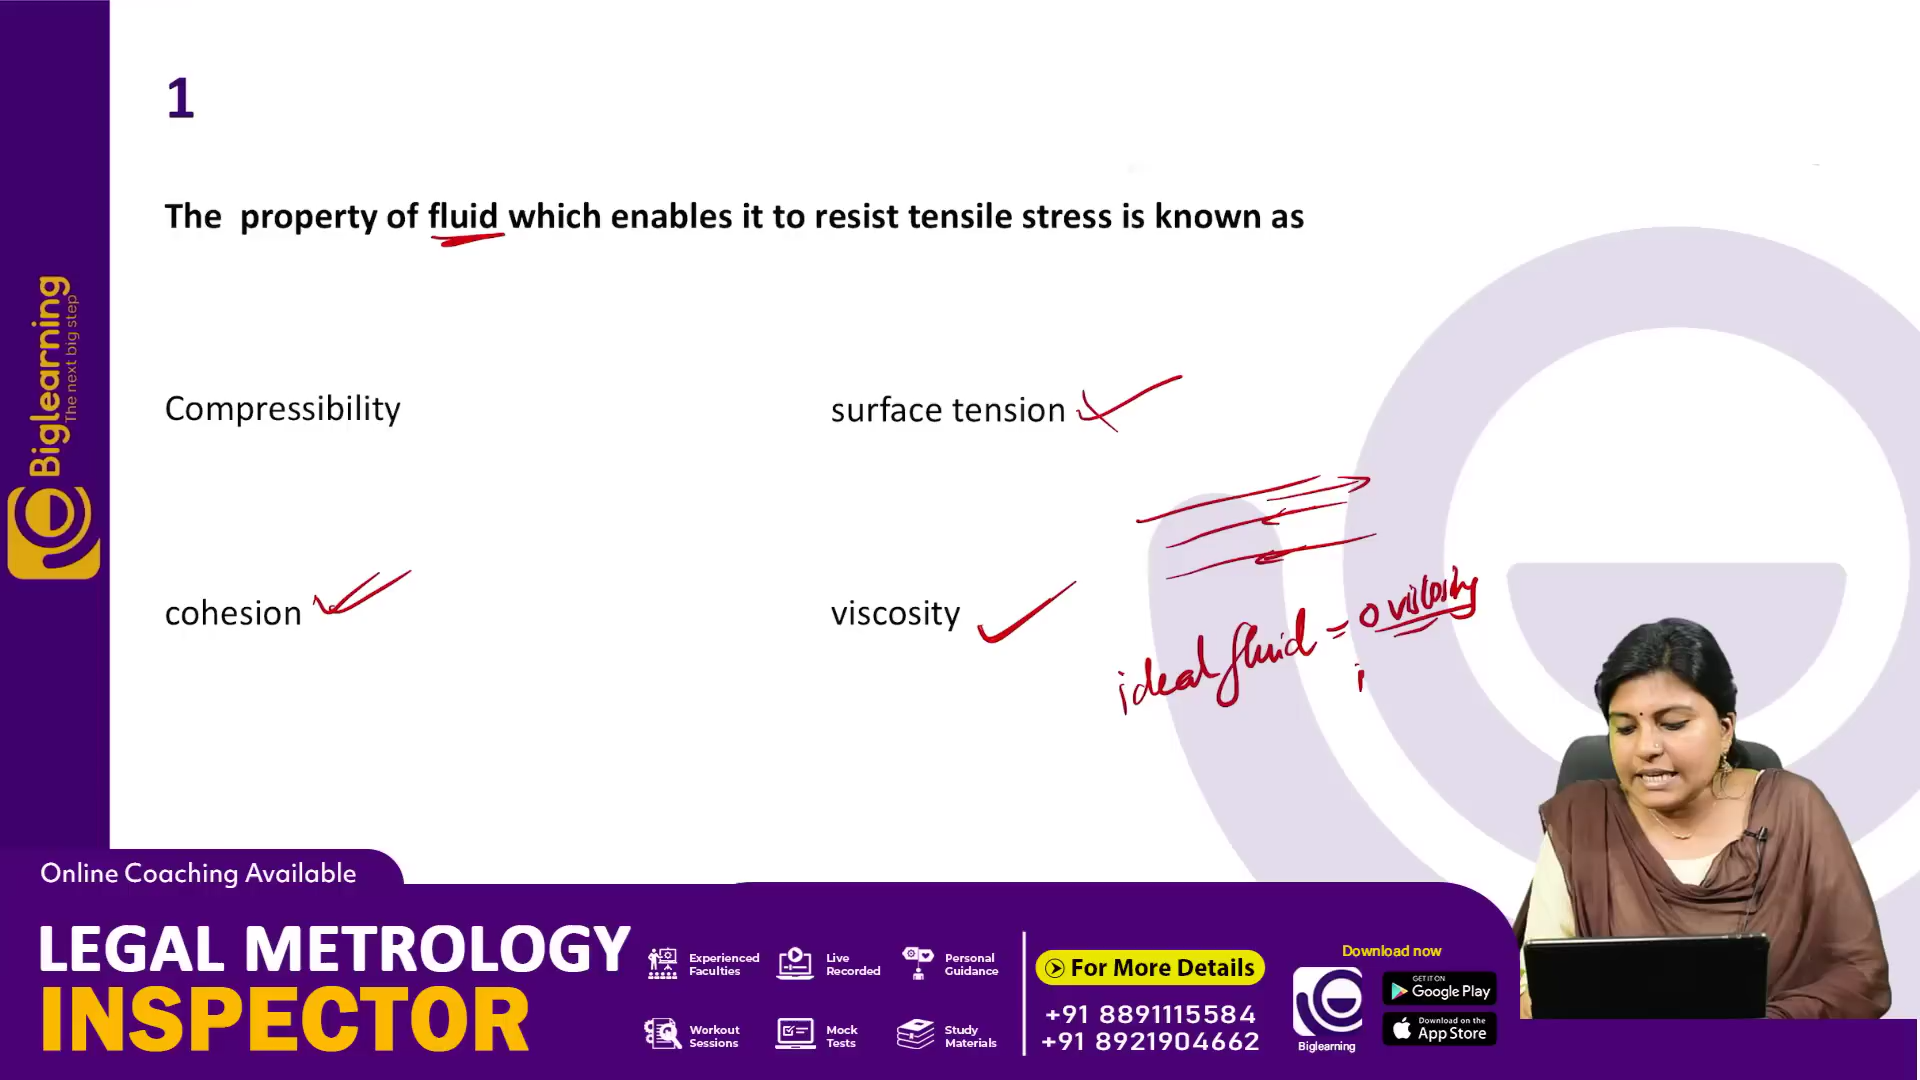 1
The property of fluid which enables it to resist tensile stress is known as
Compressibility
surface tension
cohesion
viscosity
ideal fluid = 0 viscosity
i
Biglearning
The next big step
Online Coaching Available
LEGAL METROLOGY
INSPECTOR
Experienced
Faculties
Live
Recorded
Personal
Guidance
Workout
Sessions
Mock
Tests
Study
Materials
For More Details
+91 8891115584
+91 8921904662
Download now
Biglearning
GET IT ON
Google Play
Download on the
App Store